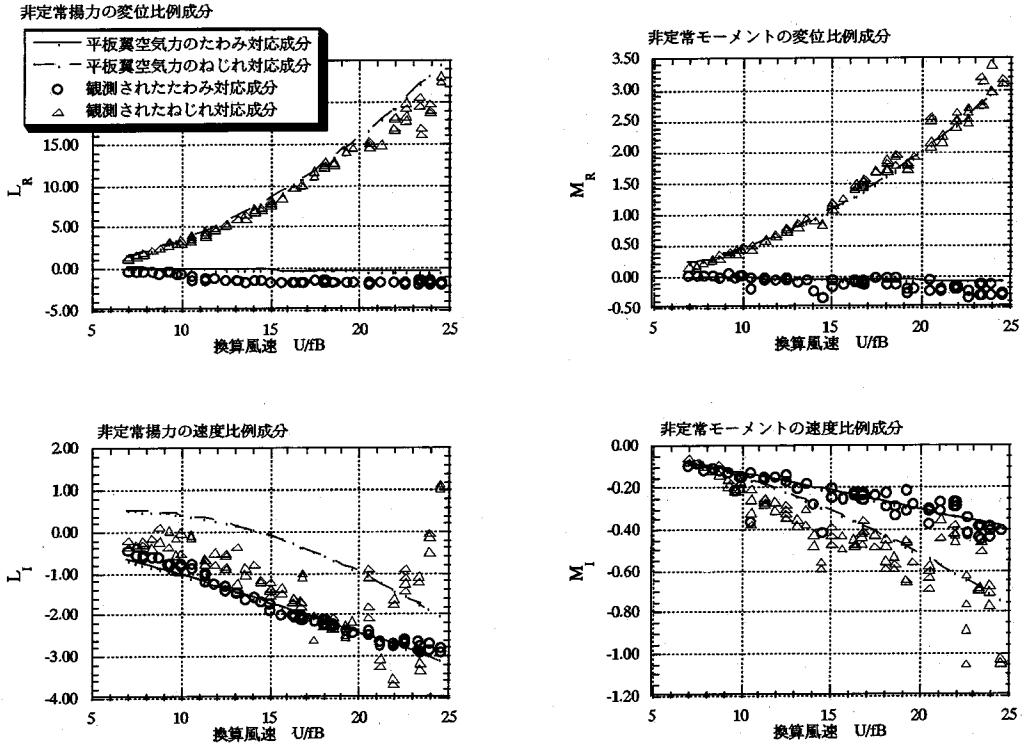 非定常揚力の変位比例成分
平板翼空気力のたわみ対応成分
平板翼空気力のねじれ対応成分
観測されたたわみ対応成分
観測されたねじれ対応成分
15.00
10.00
5.00
0.00
-5.00
L_R
5 10 15 20 25
換算風速 U/fB
非定常モーメントの変位比例成分
3.50
3.00
2.50
2.00
1.50
1.00
0.50
0.00
-0.50
M_R
5 10 15 20 25
換算風速 U/fB
非定常揚力の速度比例成分
2.00
1.00
0.00
-1.00
-2.00
-3.00
-4.00
L_I
5 10 15 20 25
換算風速 U/fB
非定常モーメントの速度比例成分
0.00
-0.20
-0.40
-0.60
-0.80
-1.00
-1.20
M_I
5 10 15 20 25
換算風速 U/fB